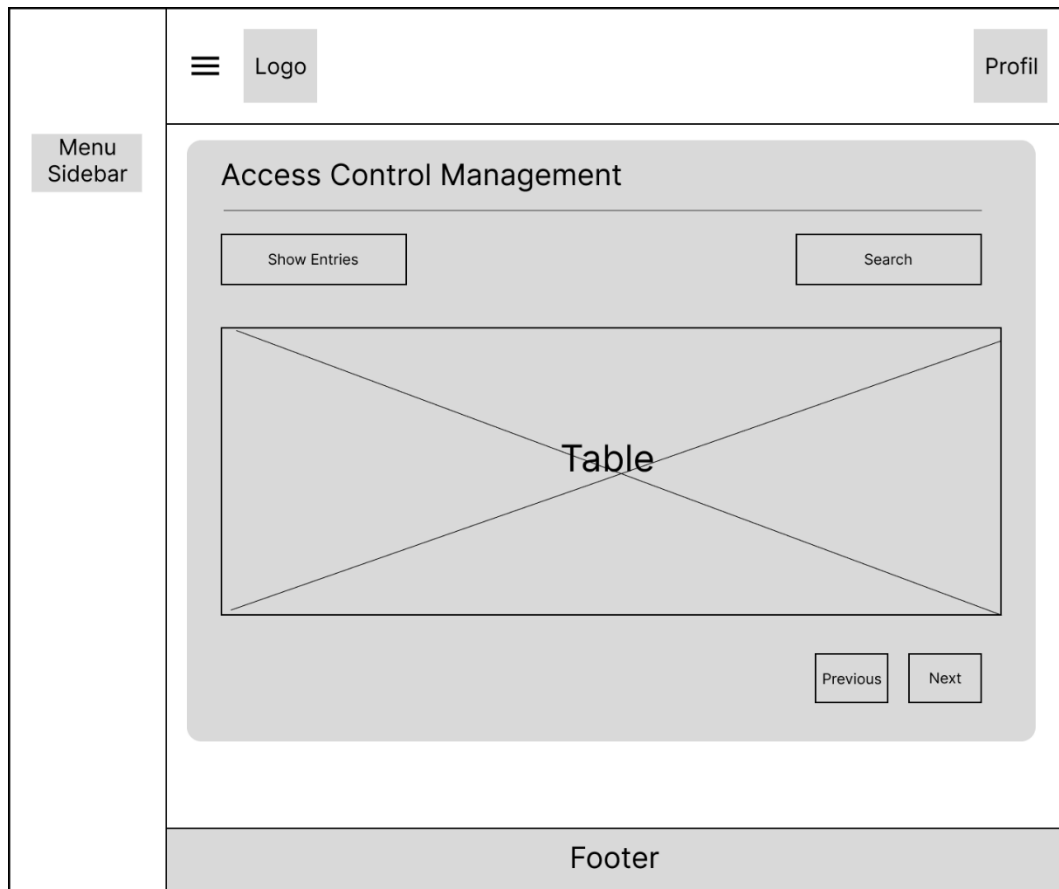 Logo
Profil
Menu
Sidebar
Access Control Management
Show Entries
Search
Table
Previous
Next
Footer